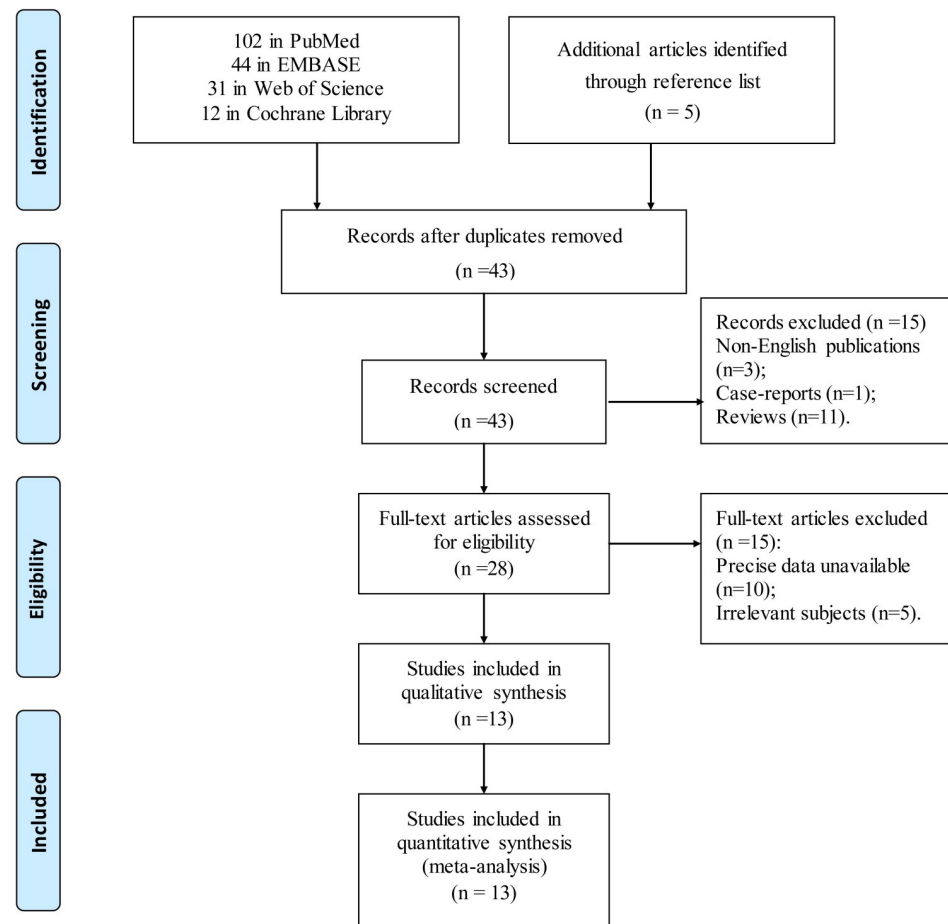 Identification
102 in PubMed
44 in EMBASE
31 in Web of Science
12 in Cochrane Library
Additional articles identified
through reference list
(n = 5)
Records after duplicates removed
(n =43)
Screening
Records screened
(n =43)
Records excluded (n =15)
Non-English publications
(n=3);
Case-reports (n=1);
Reviews (n=11).
Eligibility
Full-text articles assessed
for eligibility
(n =28)
Full-text articles excluded
(n =15):
Precise data unavailable
(n=10);
Irrelevant subjects (n=5).
Studies included in
qualitative synthesis
(n =13)
Included
Studies included in
quantitative synthesis
(meta-analysis)
(n = 13)